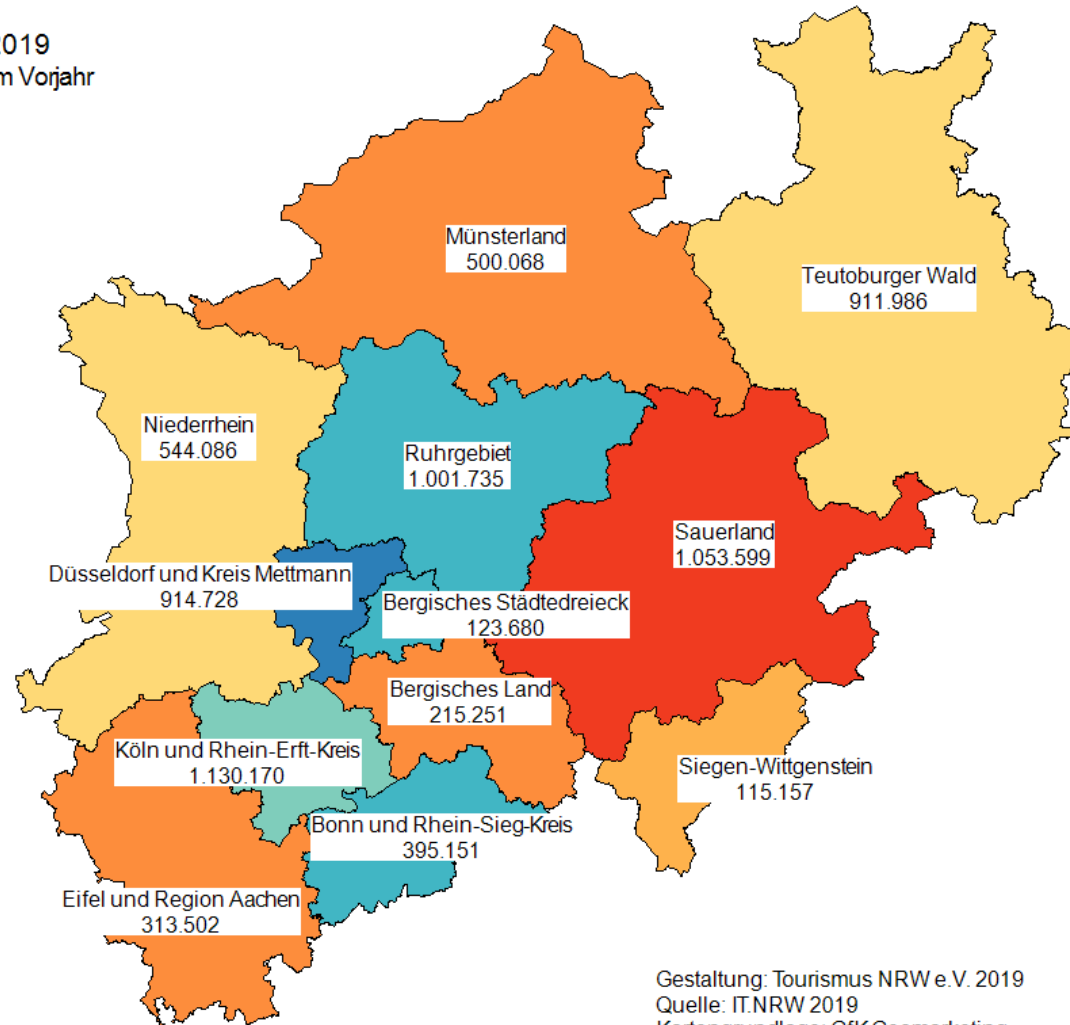 2019
m Vorjahr
Münsterland
500.068
Teutoburger Wald
911.986
Niederrhein
544.086
Ruhrgebiet
1.001.735
Sauerland
1.053.599
Düsseldorf und Kreis Mettmann
914.728
Bergisches Städtedreieck
123.680
Bergisches Land
215.251
Köln und Rhein-Erft-Kreis
1.130.170
Siegen-Wittgenstein
115.157
Bonn und Rhein-Sieg-Kreis
395.151
Eifel und Region Aachen
313.502
Gestaltung: Tourismus NRW e.V. 2019
Quelle: IT.NRW 2019
Kartengrundlage: GfK Geomarketing